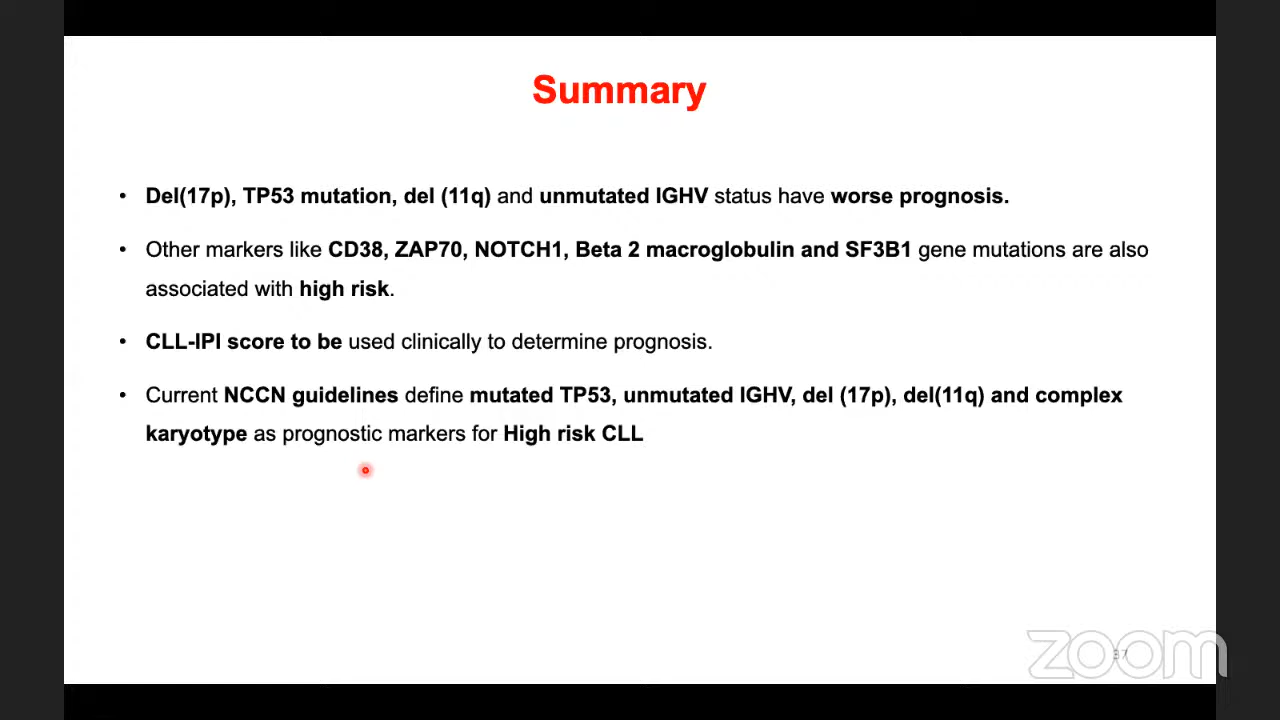 Summary
• Del(17p), TP53 mutation, del (11q) and unmutated IGHV status have worse prognosis.
• Other markers like CD38, ZAP70, NOTCH1, Beta 2 macroglobulin and SF3B1 gene mutations are also
associated with high risk.
• CLL-IPI score to be used clinically to determine prognosis.
• Current NCCN guidelines define mutated TP53, unmutated IGHV, del (17p), del(11q) and complex
karyotype as prognostic markers for High risk CLL
zoom
37